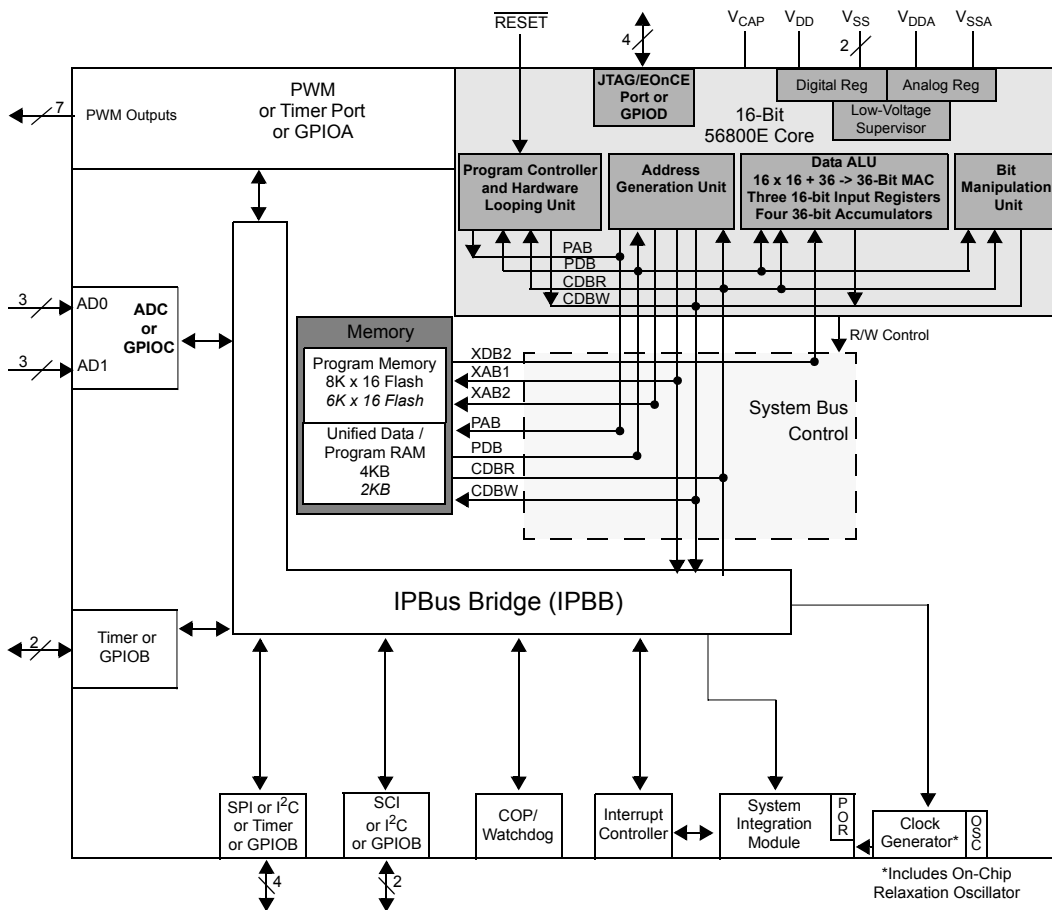 RESET
4
VCAP
VDD
VSS
2
VDDA
VSSA
7
PWM Outputs
PWM
or Timer Port
or GPIOA
JTAG/EOnCE
Port or
GPIOD
16-Bit
56800E Core
Digital Reg
Analog Reg
Low-Voltage
Supervisor
Program Controller
and Hardware
Looping Unit
Address
Generation Unit
Data ALU
16 x 16 + 36 -> 36-Bit MAC
Three 16-bit Input Registers
Four 36-bit Accumulators
Bit
Manipulation
Unit
PAB
PDB
CDBR
CDBW
3
AD0
3
AD1
ADC
or
GPIOC
Memory
Program Memory
8K x 16 Flash
6K x 16 Flash
Unified Data /
Program RAM
4KB
2KB
XDB2
XAB1
XAB2
PAB
PDB
CDBR
CDBW
R/W Control
System Bus
Control
IPBus Bridge (IPBB)
2
Timer or
GPIOB
SPI or I²C
or Timer
or GPIOB
4
SCI
or I²C
or GPIOB
2
COP/
Watchdog
Interrupt
Controller
System
Integration
Module
POR
Clock
Generator*
OSC
*Includes On-Chip
Relaxation Oscillator